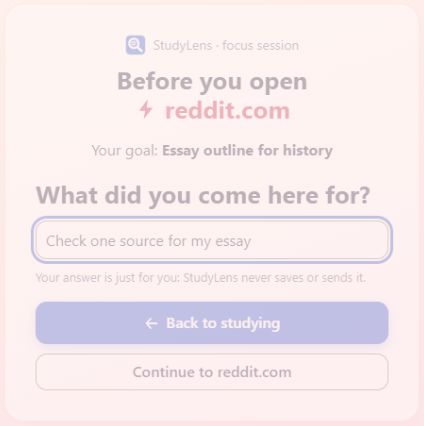 StudyLens · focus session
Before you open
reddit.com
Your goal: Essay outline for history
What did you come here for?
Check one source for my essay
Your answer is just for you: StudyLens never saves or sends it.
← Back to studying
Continue to reddit.com